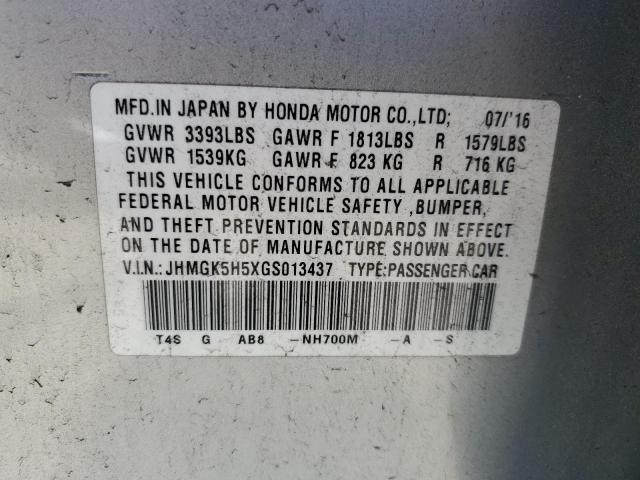 MFD.IN JAPAN BY HONDA MOTOR CO.,LTD; 07/'16
GVWR 3393LBS GAWR F 1813LBS R 1579LBS
GVWR 1539KG GAWR F 823 KG R 716 KG
THIS VEHICLE CONFORMS TO ALL APPLICABLE
FEDERAL MOTOR VEHICLE SAFETY ,BUMPER,
AND THEFT PREVENTION STANDARDS IN EFFECT
ON THE DATE OF MANUFACTURE SHOWN ABOVE.
V.I.N.:JHMGK5H5XGS013437 TYPE:PASSENGER CAR
T4S G AB8 -NH700M -A -S